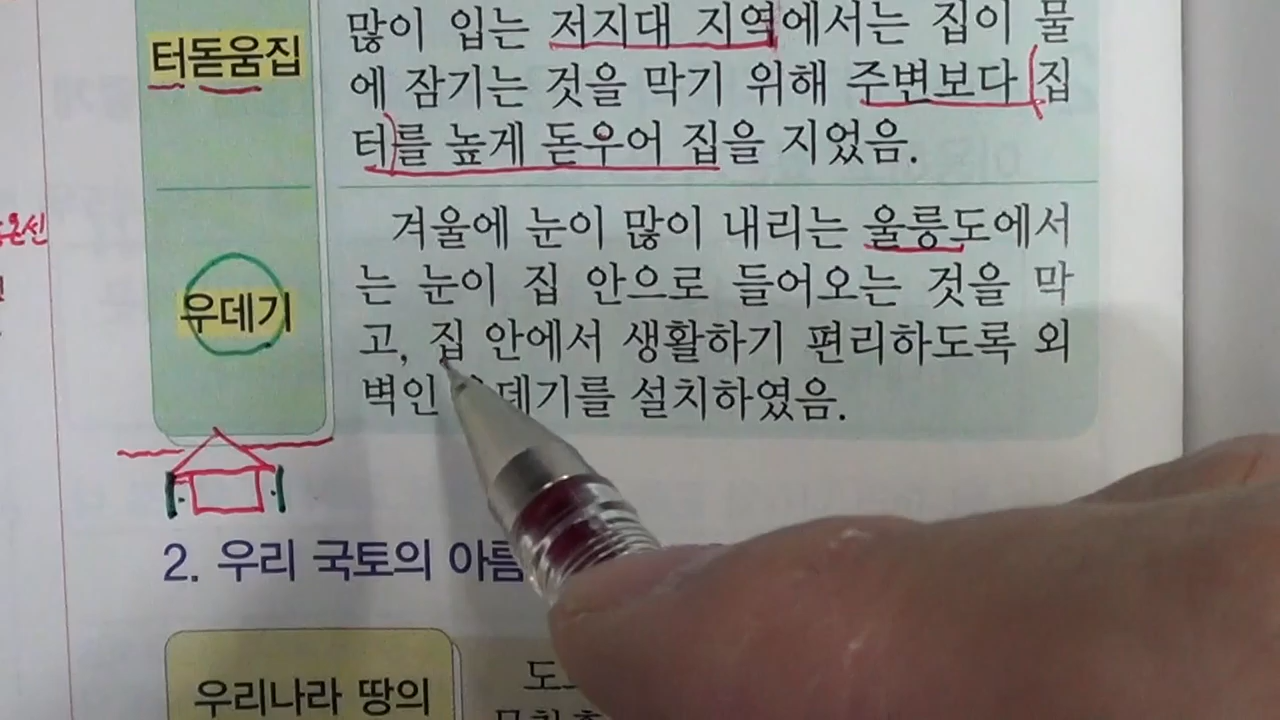 터돋움집
많이 입는 저지대 지역에서는 집이 물
에 잠기는 것을 막기 위해 주변보다 집
터를 높게 돋우어 집을 지었음.
우데기
겨울에 눈이 많이 내리는 울릉도에서
는 눈이 집 안으로 들어오는 것을 막
고, 집 안에서 생활하기 편리하도록 외
벽인 우데기를 설치하였음.
2. 우리 국토의
우리나라 땅의